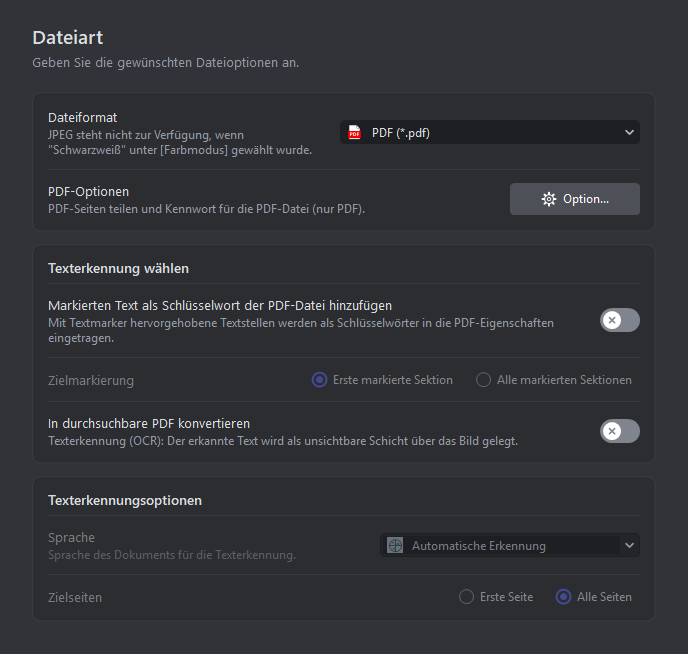 Dateiart
Geben Sie die gewünschten Dateioptionen an.
Dateiformat
JPEG steht nicht zur Verfügung, wenn
"Schwarzweiß" unter [Farbmodus] gewählt wurde.
PDF
PDF (*.pdf)
PDF-Optionen
PDF-Seiten teilen und Kennwort für die PDF-Datei (nur PDF).
Option...
Texterkennung wählen
Markierten Text als Schlüsselwort der PDF-Datei hinzufügen
Mit Textmarker hervorgehobene Textstellen werden als Schlüsselwörter in die PDF-Eigenschaften
eingetragen.
Zielmarkierung
Erste markierte Sektion
Alle markierten Sektionen
In durchsuchbare PDF konvertieren
Texterkennung (OCR): Der erkannte Text wird als unsichtbare Schicht über das Bild gelegt.
Texterkennungsoptionen
Sprache
Sprache des Dokuments für die Texterkennung.
Automatische Erkennung
Zielseiten
Erste Seite
Alle Seiten